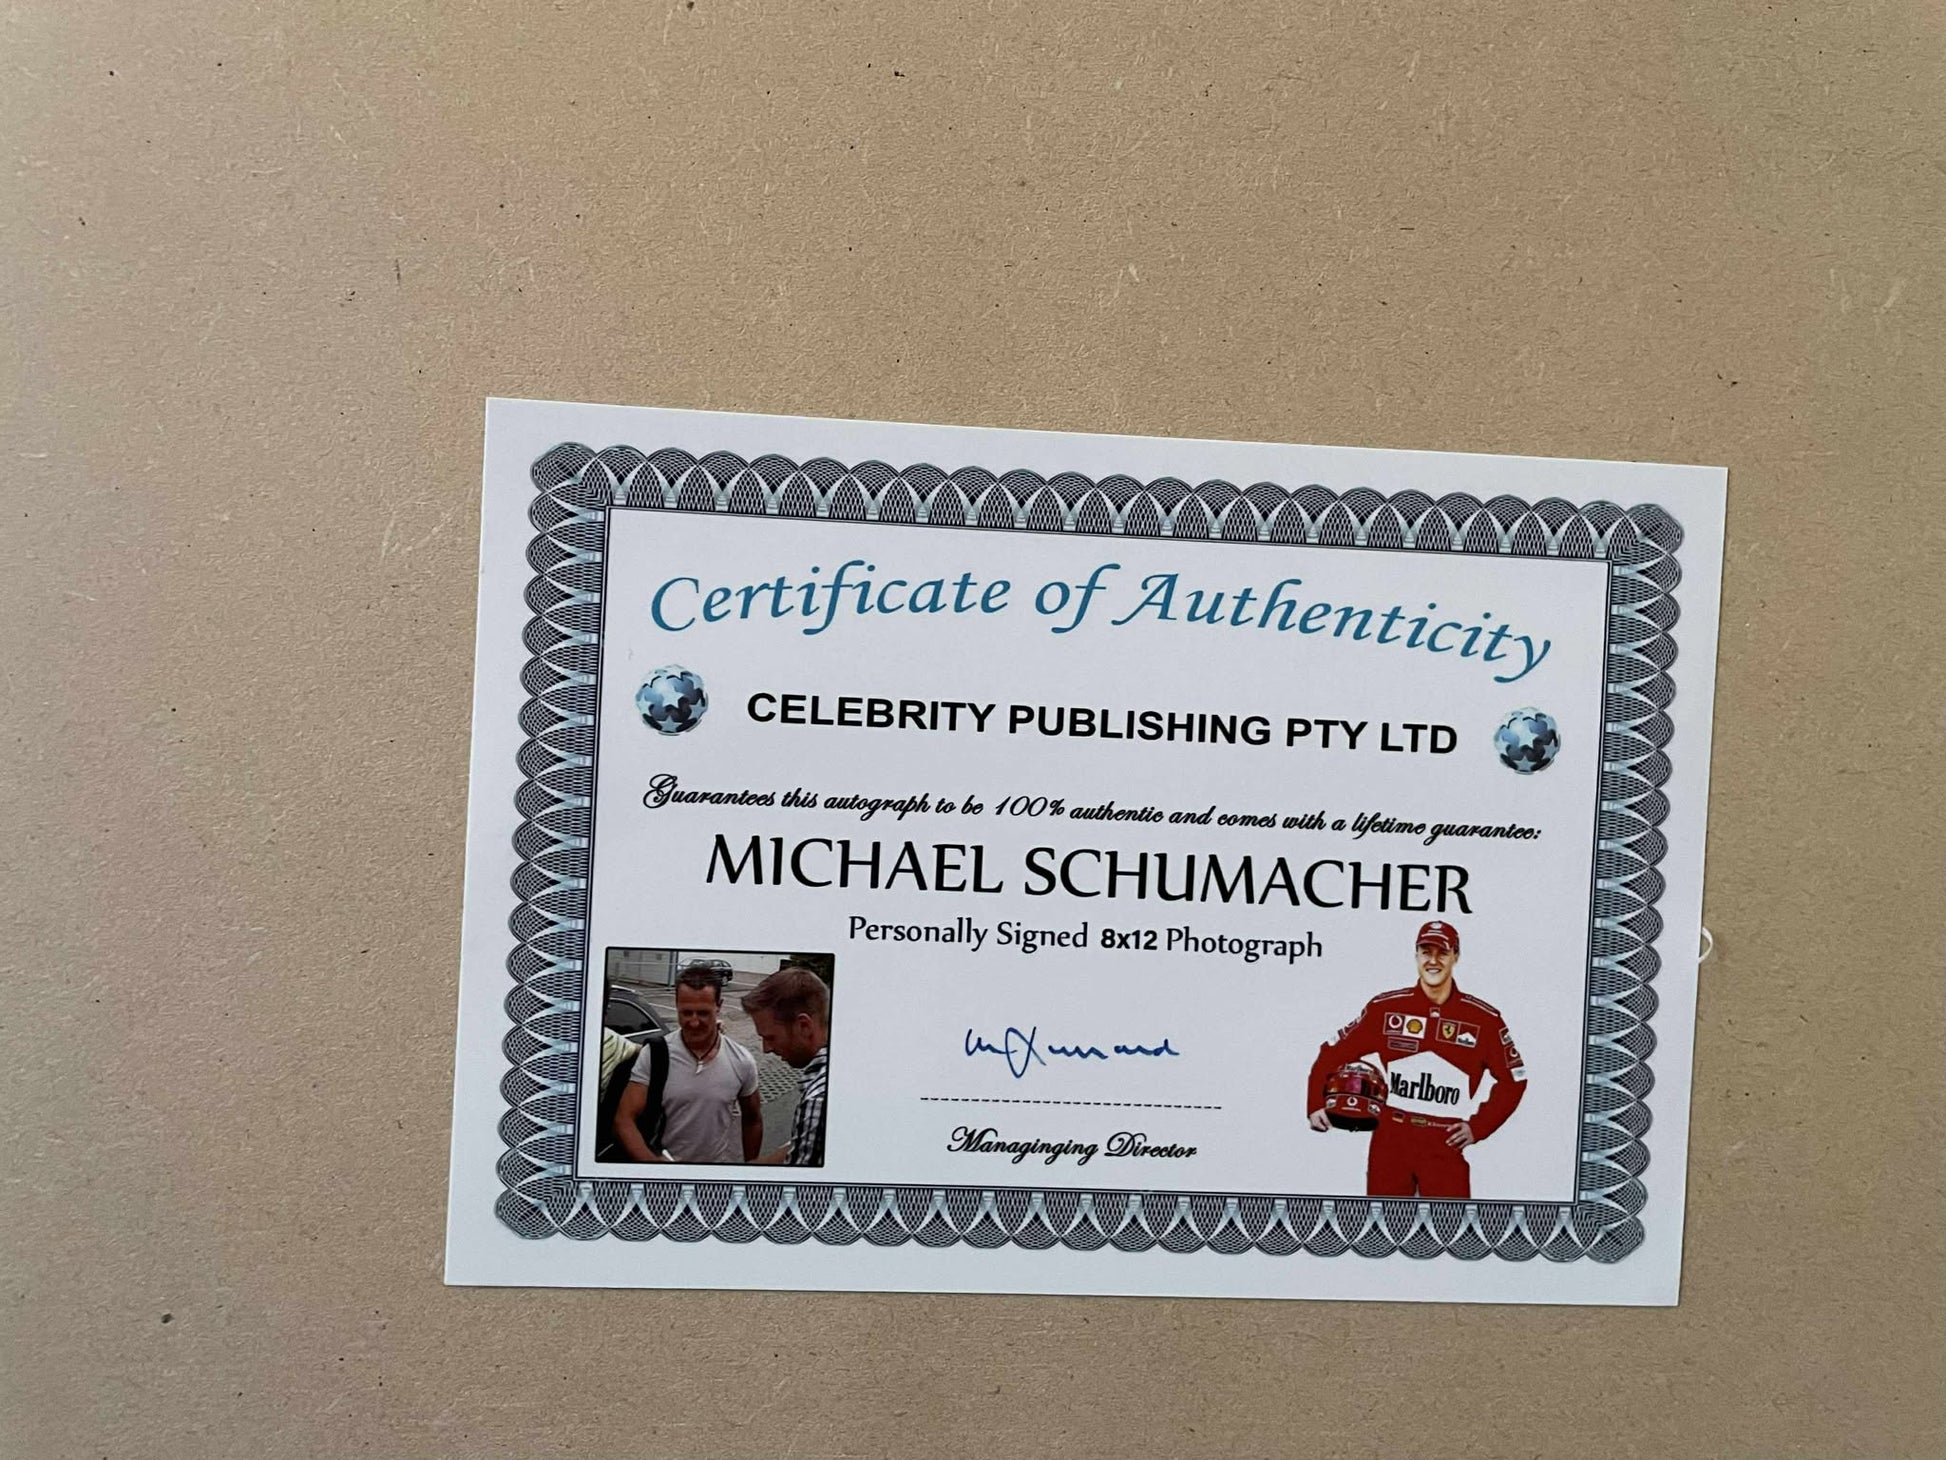 Certificate of Authenticity
CELEBRITY PUBLISHING PTY LTD
Guarantees this autograph to be 100% authentic and comes with a lifetime guarantee:
MICHAEL SCHUMACHER
Personally Signed 8x12 Photograph
Marlboro
Managinging Director